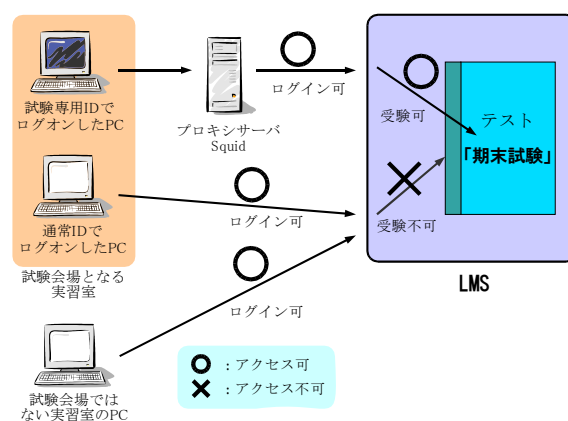 試験専用IDで
ログオンしたPC
プロキシサーバ
Squid
ログイン可
受験可
テスト
「期末試験」
通常IDで
ログオンしたPC
ログイン可
受験不可
試験会場となる
実習室
LMS
ログイン可
試験会場では
ない実習室のPC
：アクセス可
：アクセス不可